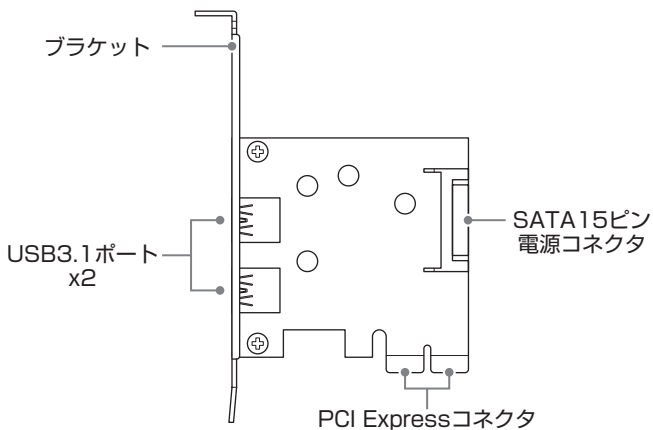 ブラケット
SATA15ピン
電源コネクタ
USB3.1ポート
x2
PCI Expressコネクタ